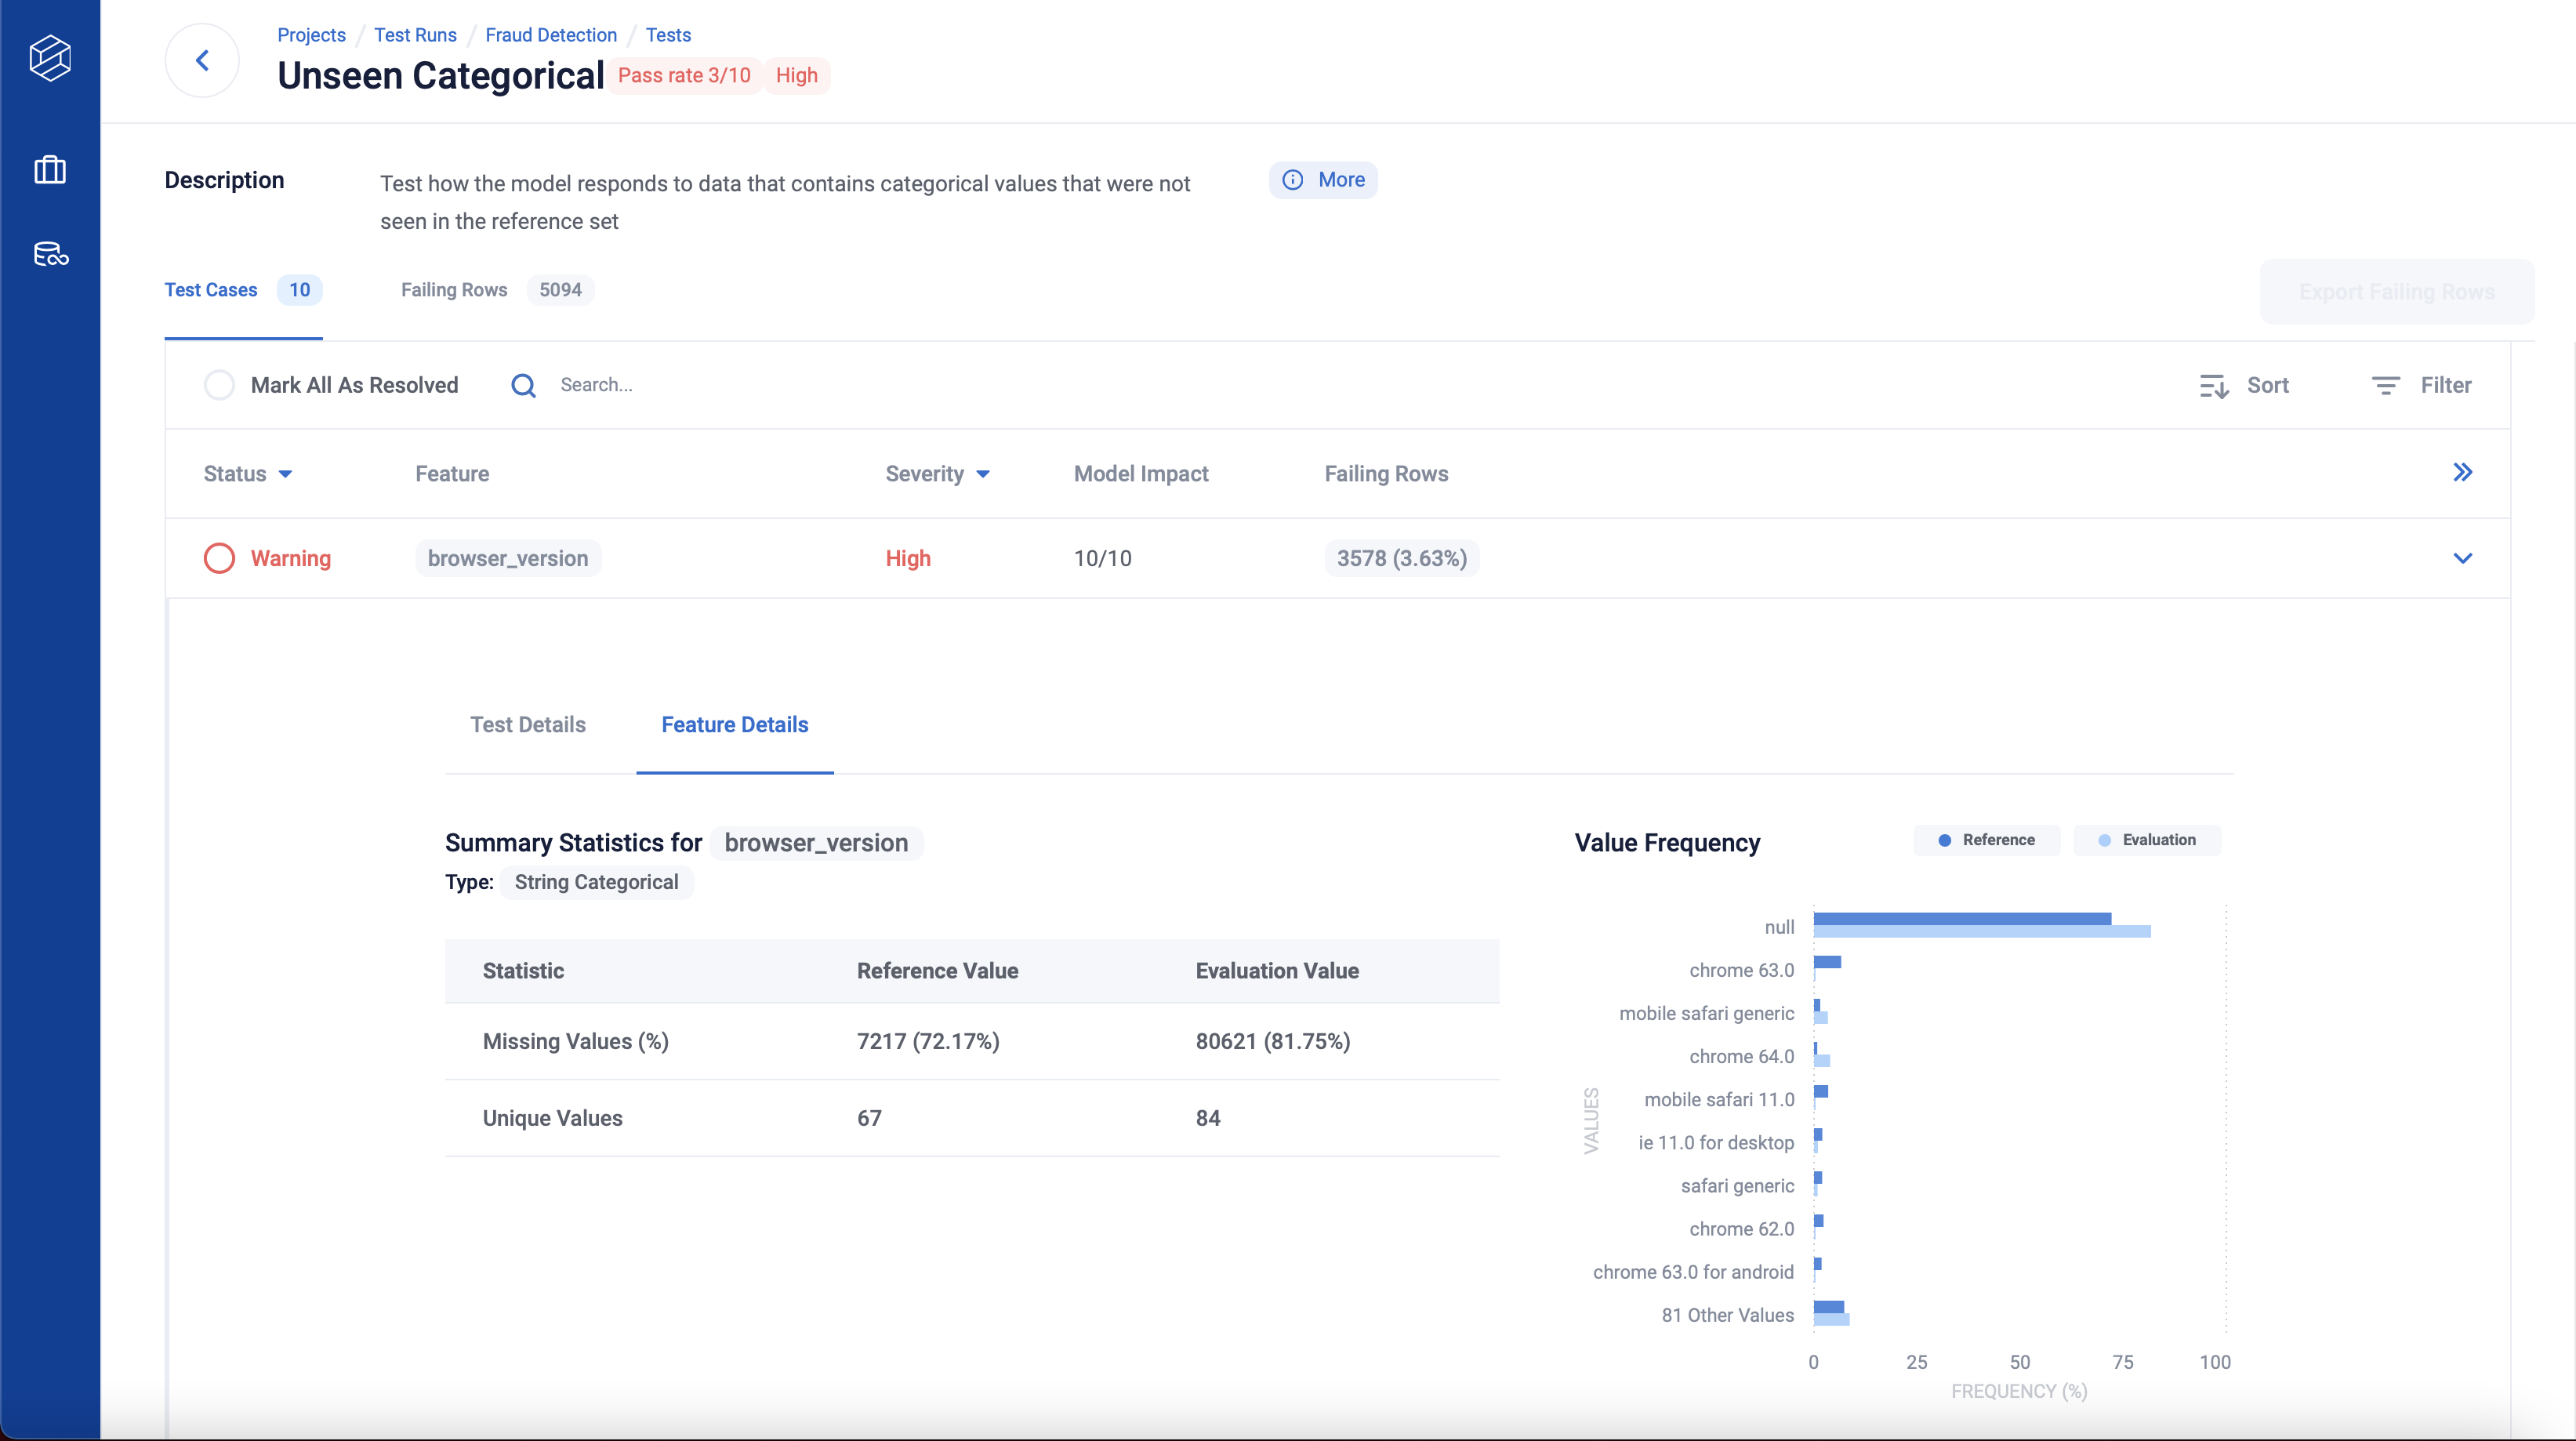 Projects / Test Runs / Fraud Detection / Tests
Unseen Categorical Pass rate 3/10 High
Description
Test how the model responds to data that contains categorical values that were not
seen in the reference set
More
Test Cases 10 Failing Rows 5094
Export Failing Rows
Mark All As Resolved Search... Sort Filter
Status Feature Severity Model Impact Failing Rows
Warning browser_version High 10/10 3578 (3.63%)
Test Details Feature Details
Summary Statistics for browser_version
Type: String Categorical
Statistic Reference Value Evaluation Value
Missing Values (%) 7217 (72.17%) 80621 (81.75%)
Unique Values 67 84
Value Frequency Reference Evaluation
VALUES
null
chrome 63.0
mobile safari generic
chrome 64.0
mobile safari 11.0
ie 11.0 for desktop
safari generic
chrome 62.0
chrome 63.0 for android
81 Other Values
0 25 50 75 100
FREQUENCY (%)